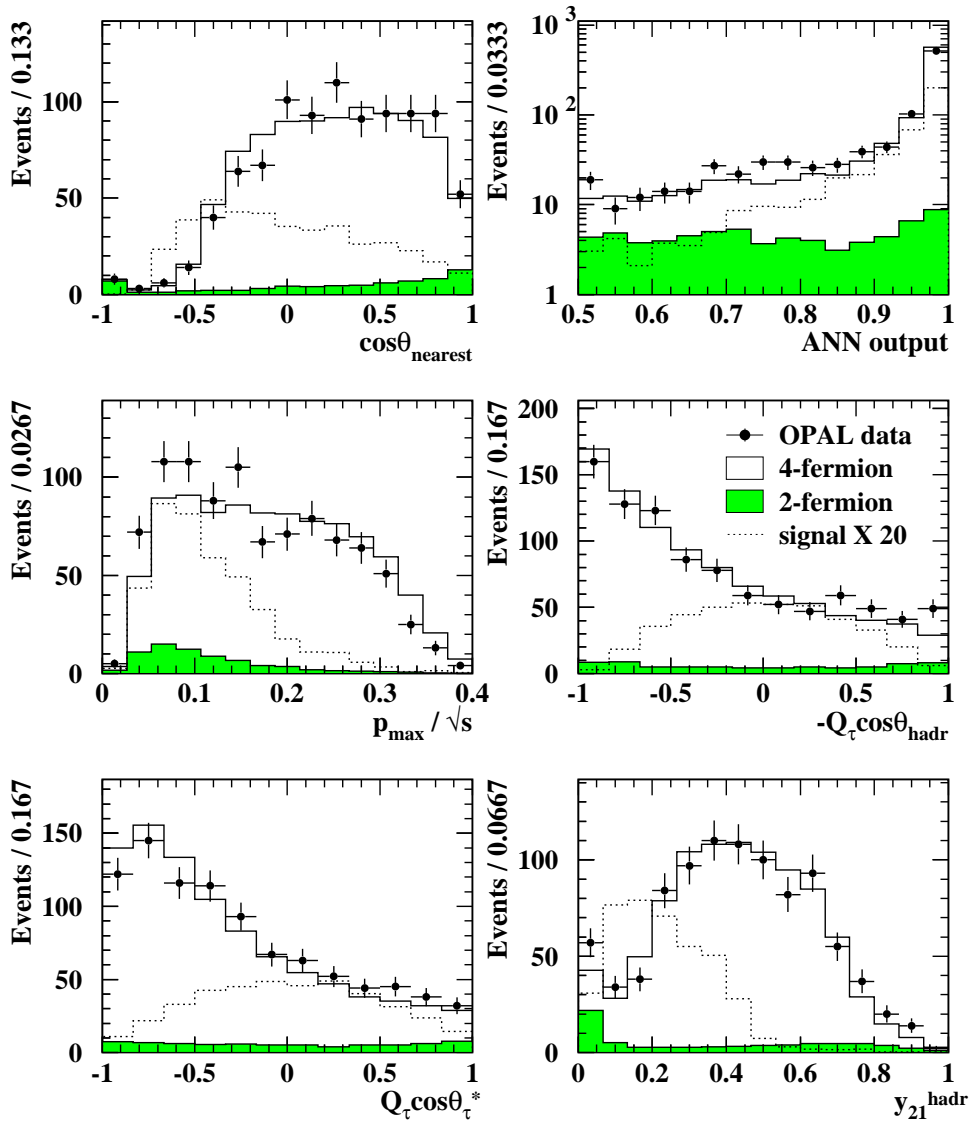 Events / 0.133
100
50
0
-1 -0.5 0 0.5 1
cosθnearest
Events / 0.0333
10^3
10^2
10
1
0.5 0.6 0.7 0.8 0.9 1
ANN output
Events / 0.0267
100
50
0
0 0.1 0.2 0.3 0.4
pmax / √s
Events / 0.167
200
150
100
50
0
OPAL data
4-fermion
2-fermion
signal X 20
-1 -0.5 0 0.5 1
-Qτcosθhadr
Events / 0.167
150
100
50
0
-1 -0.5 0 0.5 1
Qτcosθτ*
Events / 0.0667
100
50
0
0 0.2 0.4 0.6 0.8 1
y21hadr